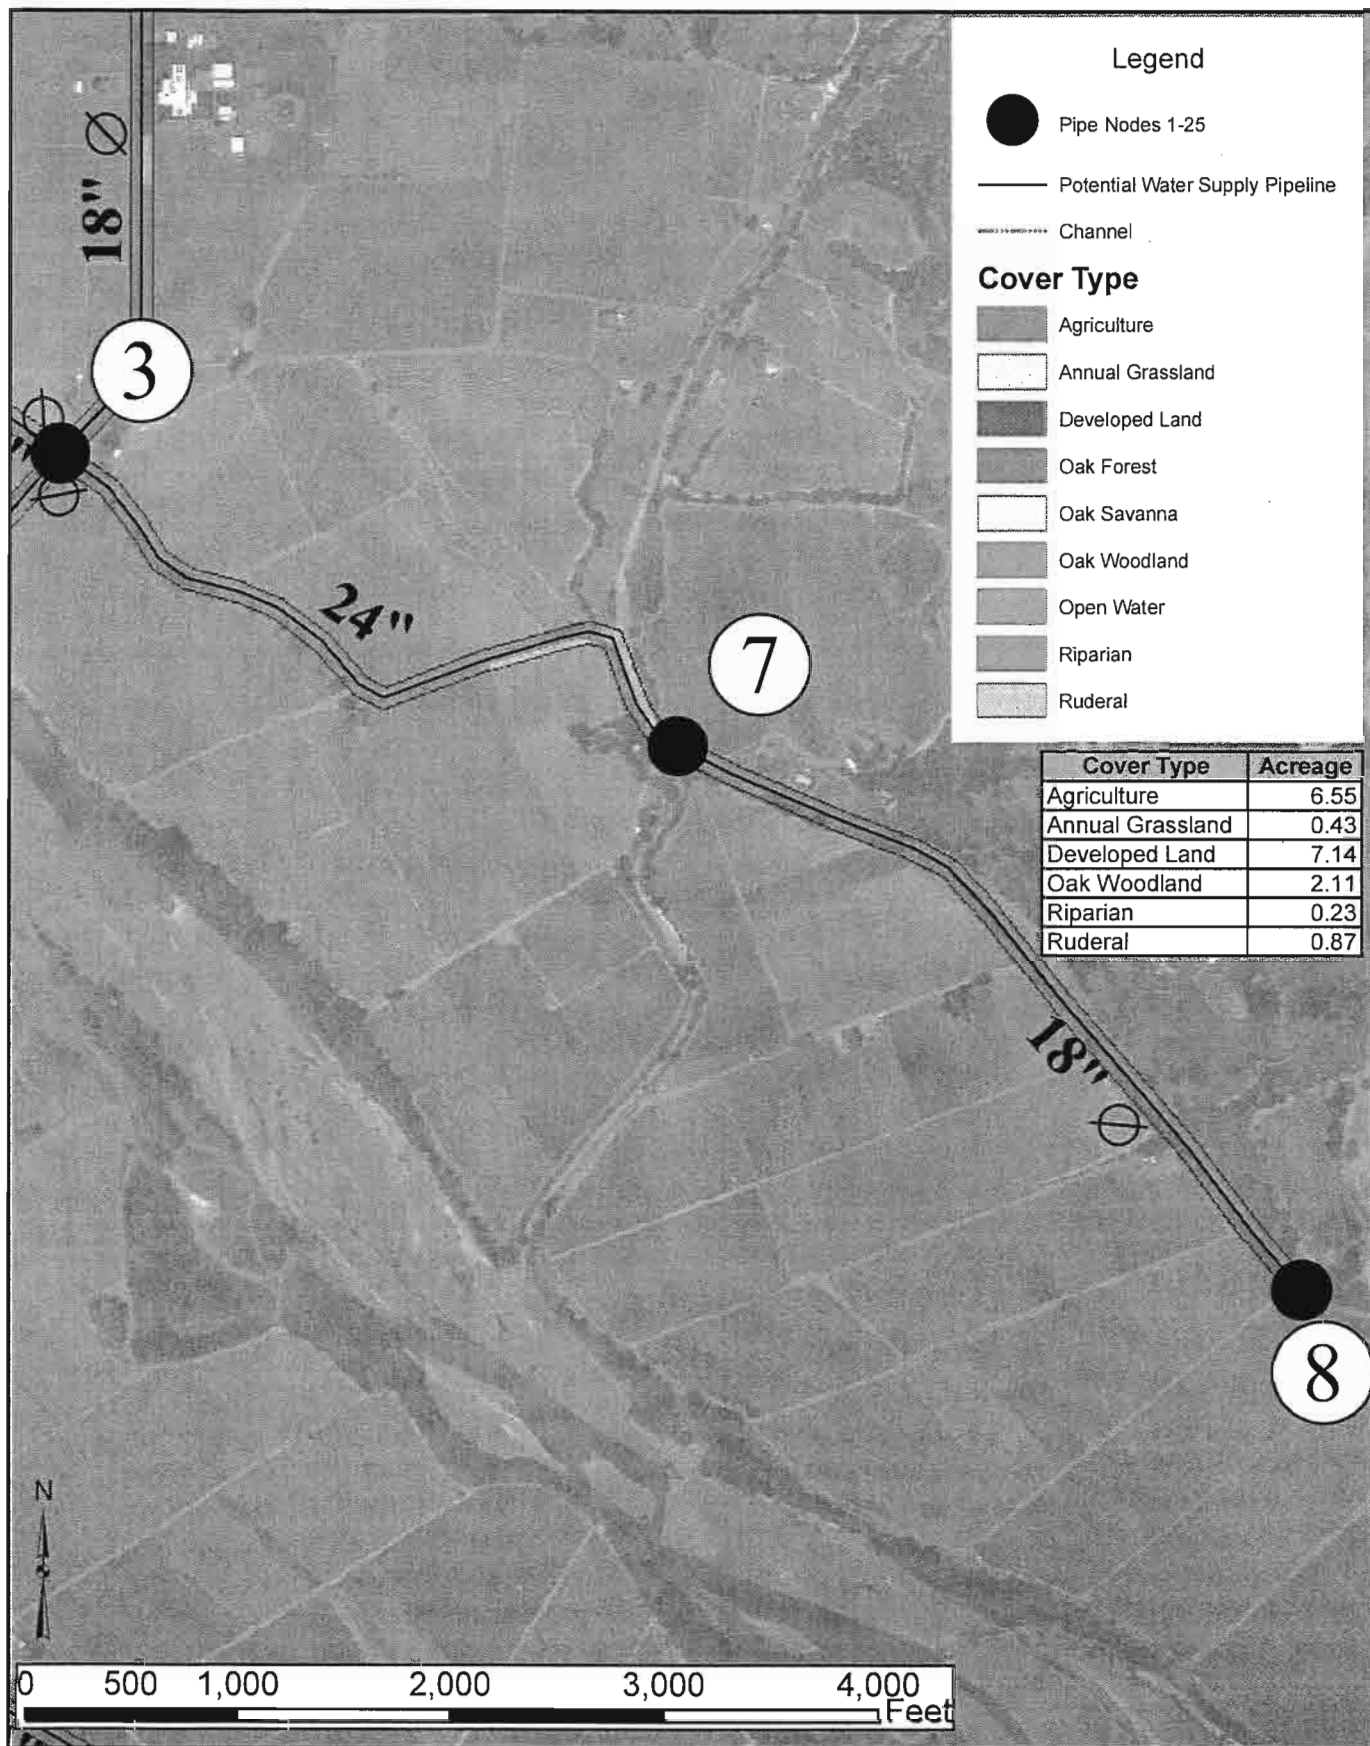 Legend
Pipe Nodes 1-25
Potential Water Supply Pipeline
Channel
Cover Type
Agriculture
Annual Grassland
Developed Land
Oak Forest
Oak Savanna
Oak Woodland
Open Water
Riparian
Ruderal
18" Ø
3
24"
7
Cover Type Acreage
Agriculture 6.55
Annual Grassland 0.43
Developed Land 7.14
Oak Woodland 2.11
Riparian 0.23
Ruderal 0.87
18" Ø
8
N
0 500 1,000 2,000 3,000 4,000
Feet